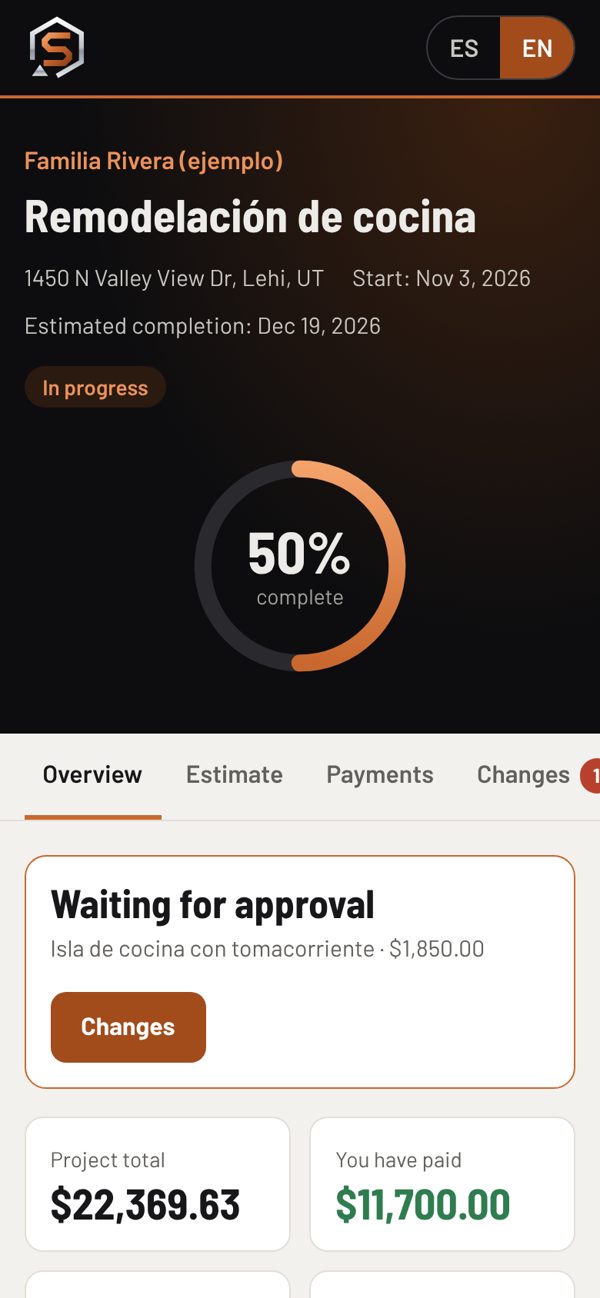 S
ES EN
Familia Rivera (ejemplo)
Remodelación de cocina
1450 N Valley View Dr, Lehi, UT Start: Nov 3, 2026
Estimated completion: Dec 19, 2026
In progress
50%
complete
Overview Estimate Payments Changes 1
Waiting for approval
Isla de cocina con tomacorriente · $1,850.00
Changes
Project total You have paid
$22,369.63 $11,700.00